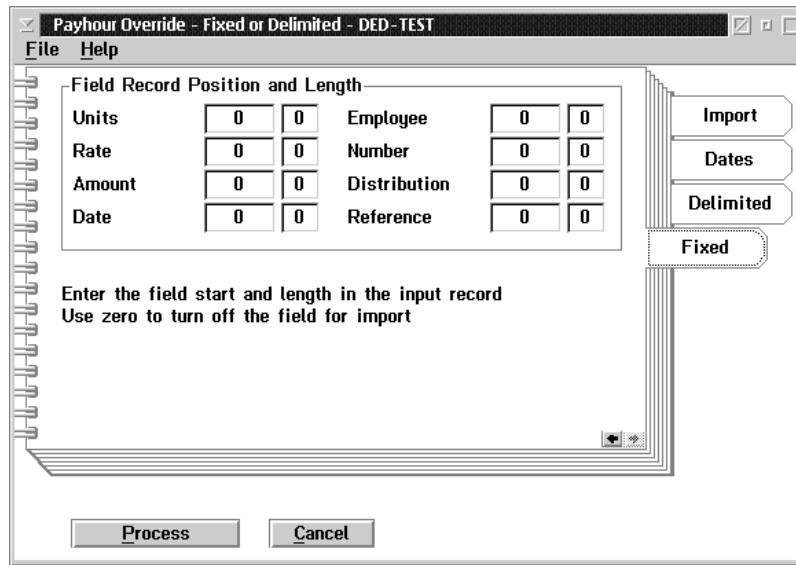 Payhour Override - Fixed or Delimited - DED-TEST
File Help
Field Record Position and Length
Units 0 0 Employee 0 0
Rate 0 0 Number 0 0
Amount 0 0 Distribution 0 0
Date 0 0 Reference 0 0
Enter the field start and length in the input record
Use zero to turn off the field for import
Import
Dates
Delimited
Fixed
Process Cancel